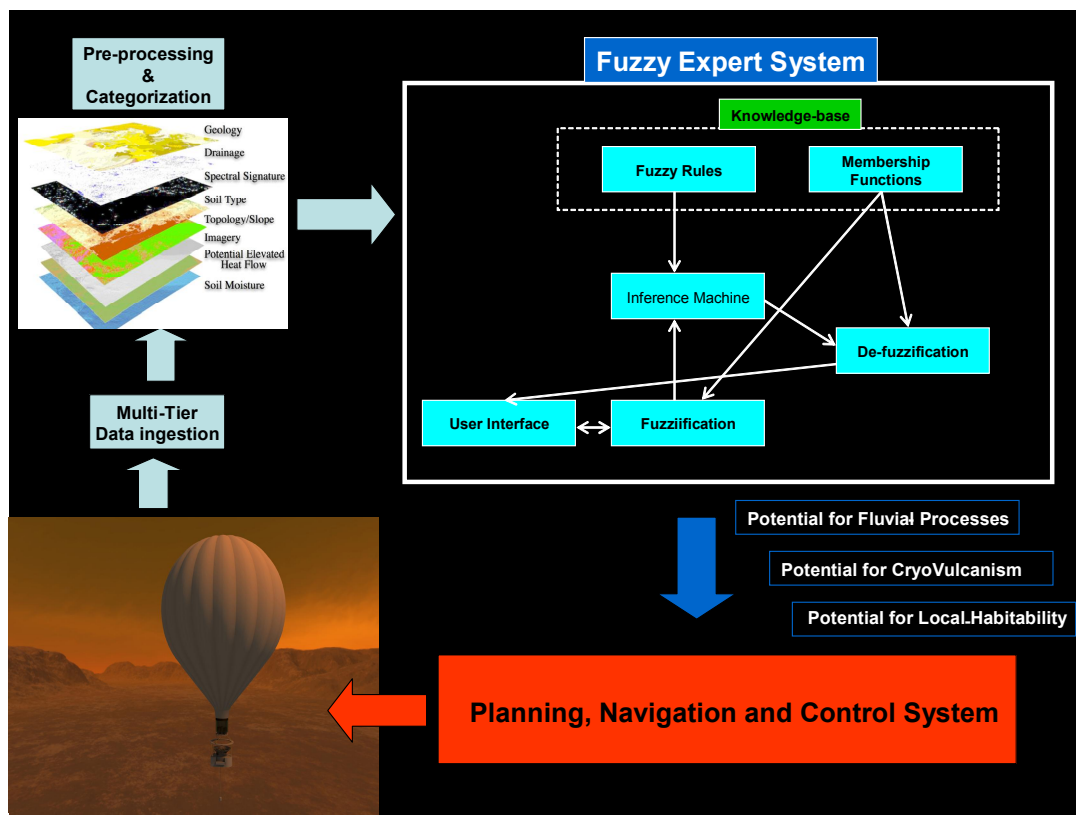 Pre-processing
&
Categorization
Geology
Drainage
Spectral Signature
Soil Type
Topology/Slope
Imagery
Potential Elevated
Heat Flow
Soil Moisture
Multi-Tier
Data ingestion
Fuzzy Expert System
Knowledge-base
Fuzzy Rules
Membership
Functions
Inference Machine
De-fuzzification
User Interface
Fuzziification
Potential for Fluvial Processes
Potential for CryoVulcanism
Potential for Local Habitability
Planning, Navigation and Control System